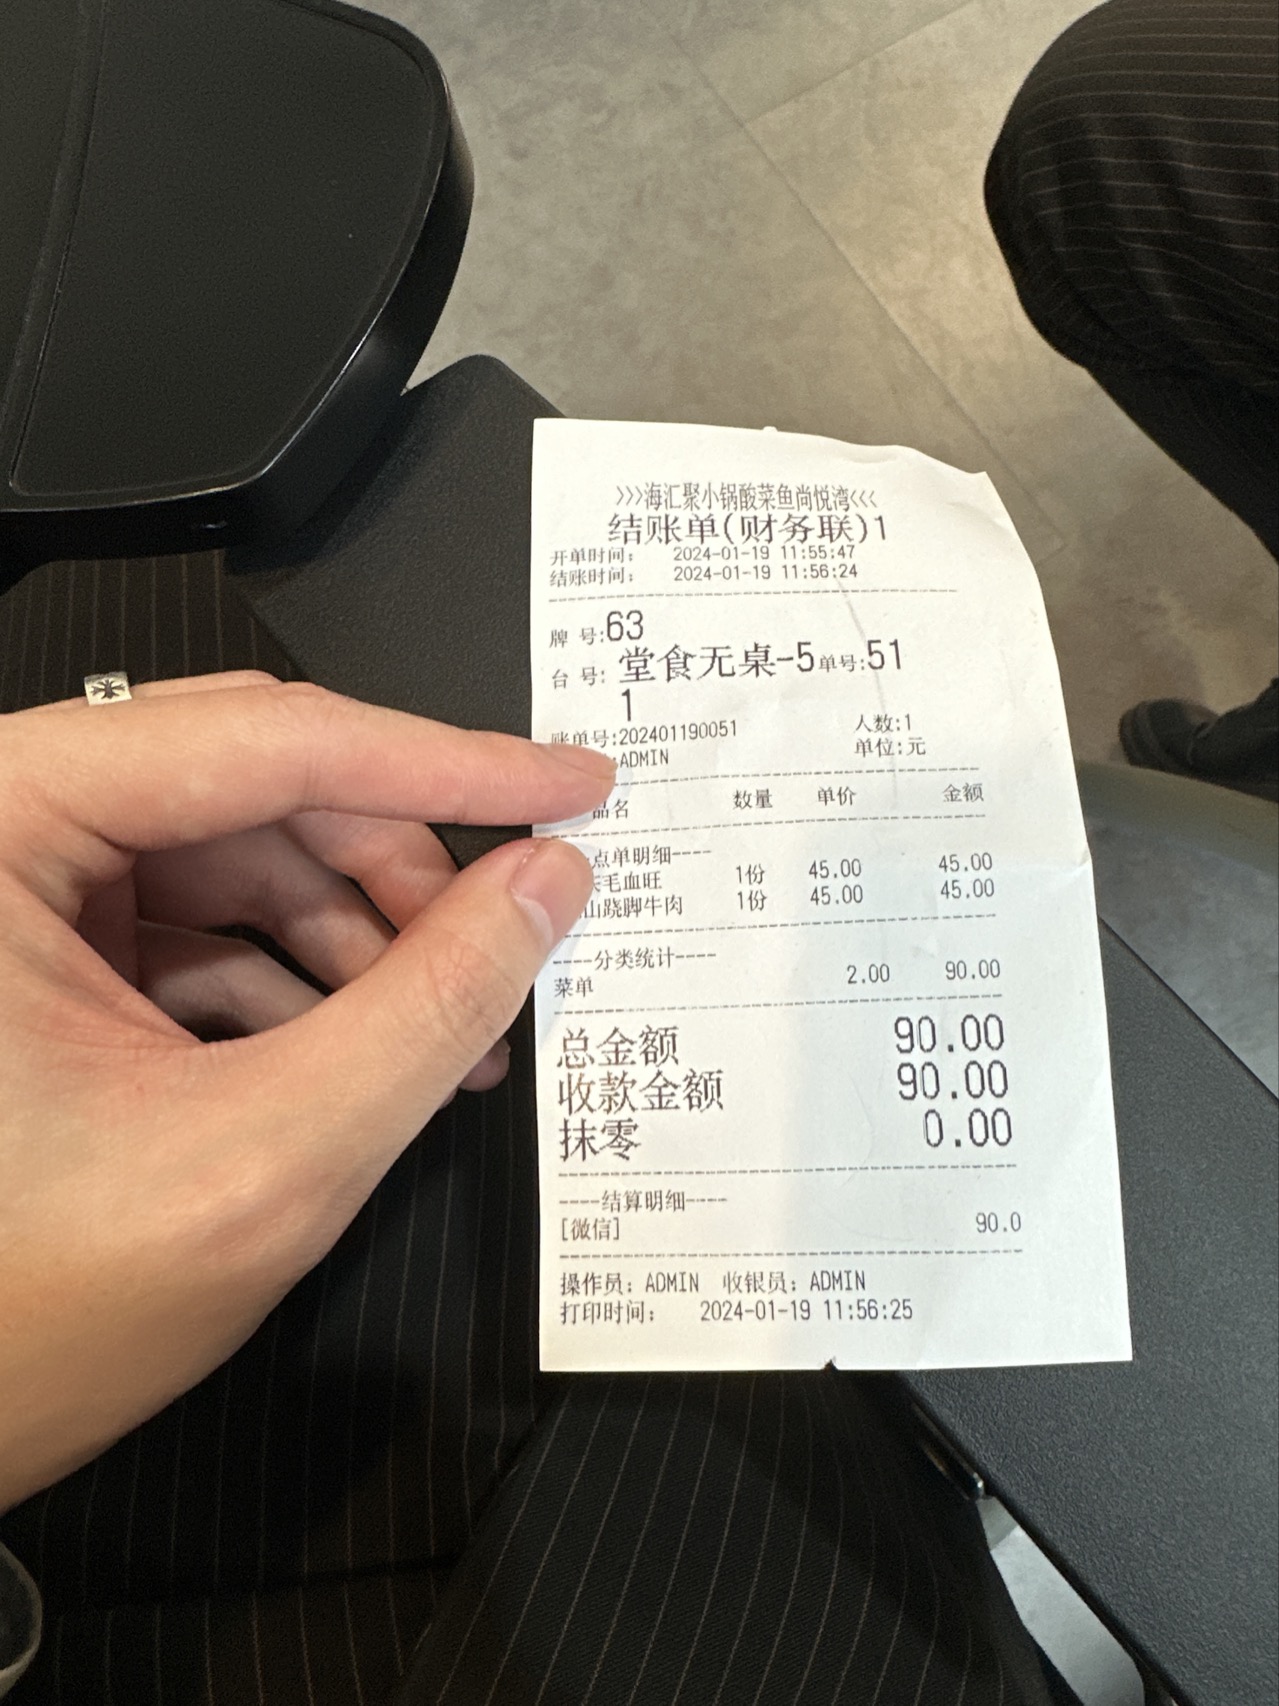 >>>海汇聚小锅酸菜鱼尚悦湾<<<
结账单(财务联)1
开单时间: 2024-01-19 11:55:47
结账时间: 2024-01-19 11:56:24
牌 号:63
台 号: 堂食无桌-5 单号:51
1
账单号:202401190051 人数:1
:ADMIN 单位:元
品名 数量 单价 金额
点单明细----
毛血旺 1份 45.00 45.00
山跷脚牛肉 1份 45.00 45.00
----分类统计----
菜单 2.00 90.00
总金额 90.00
收款金额 90.00
抹零 0.00
----结算明细----
[微信] 90.0
操作员: ADMIN 收银员: ADMIN
打印时间: 2024-01-19 11:56:25